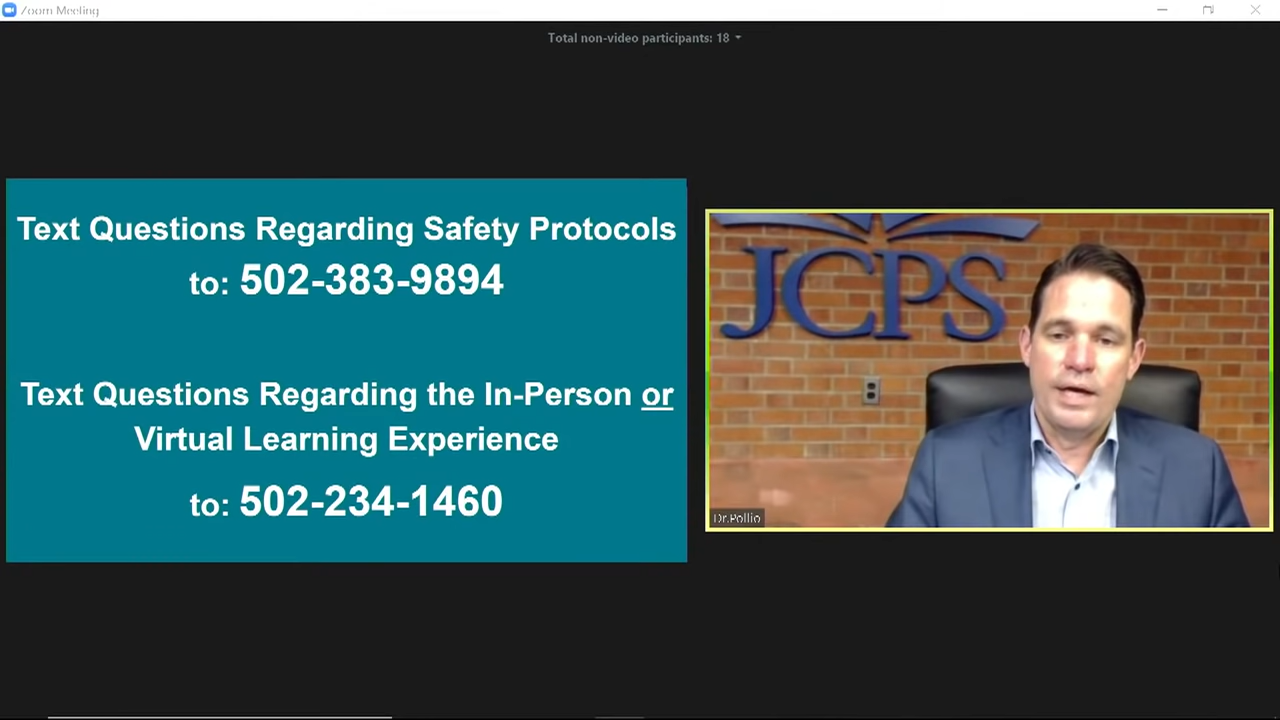 Zoom Meeting
Total non-video participants: 18
Text Questions Regarding Safety Protocols
to: 502-383-9894
Text Questions Regarding the In-Person or
Virtual Learning Experience
to: 502-234-1460
JCPS
Dr.Pollio